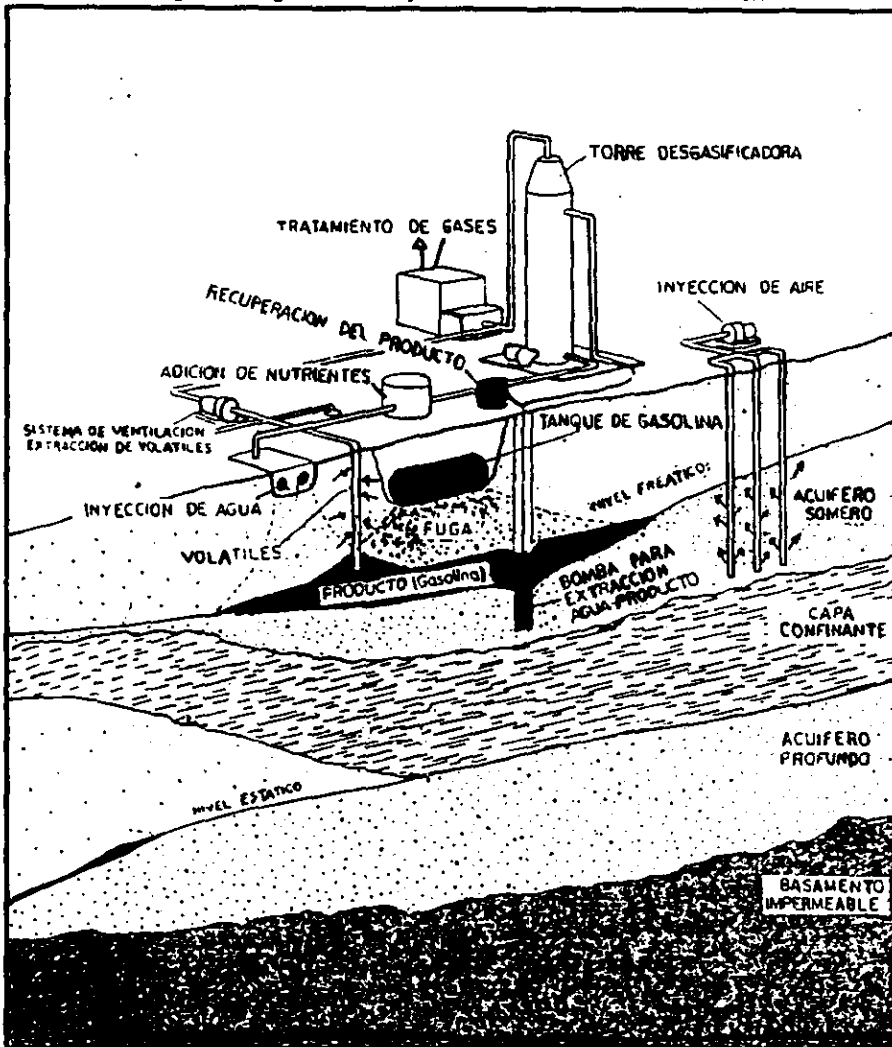 TORRE DESGASIFICADORA
TRATAMIENTO DE GASES
INYECCION DE AIRE
RECUPERACION DEL PRODUCTO
ADICION DE NUTRIENTES
SISTEMA DE VENTILACION
EXTRACCION DE VOLATILES
TANQUE DE GASOLINA
NIVEL FREATICO:
INYECCION DE AGUA
FUGA
ACUIFERO
SOMERO
VOLATILES
PRODUCTO (Gasolina)
BOMBA PARA
EXTRACCION
AGUA-PRODUCTO
CAPA
CONFINANTE
ACUIFERO
PROFUNDO
NIVEL ESTATICO
BASAMENTO
IMPERMEABLE